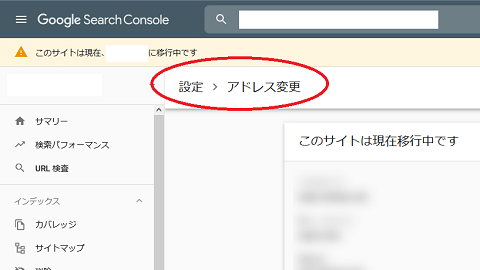 Google Search Console
このサイトは現在、 に移行中です
設定 > アドレス変更
サマリー
検索パフォーマンス
URL 検査
インデックス
カバレッジ
サイトマップ
このサイトは現在移行中です